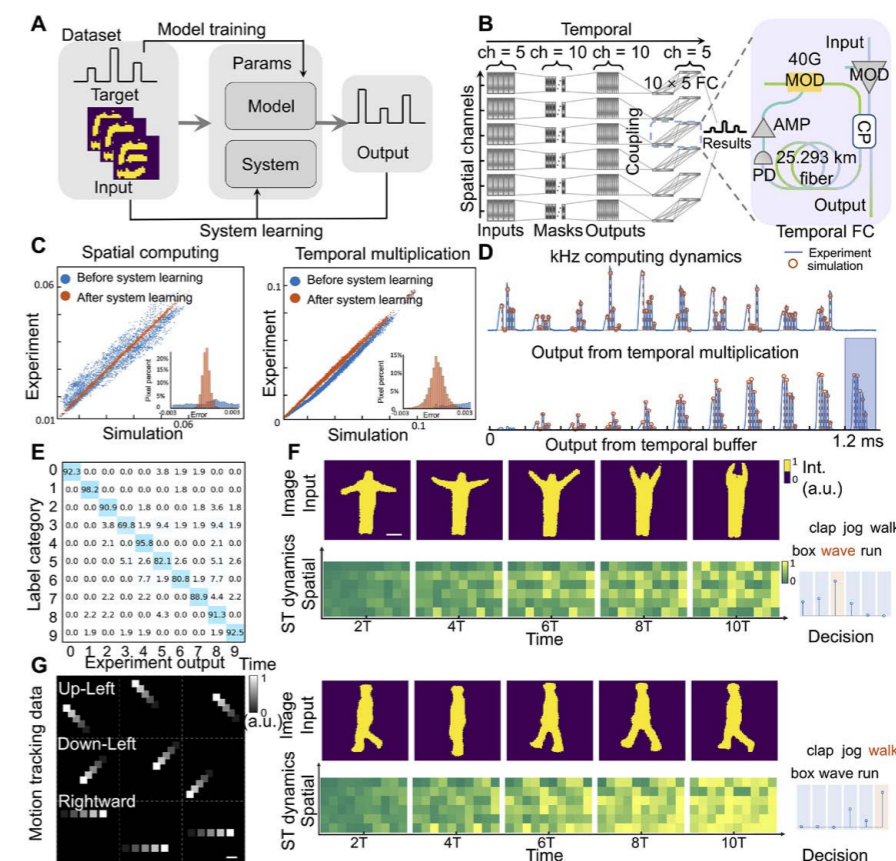 A
Dataset
Model training
Target
Input
Params
Model
System
Output
System learning
B
Temporal
ch = 5 ch = 10 ch = 10 ch = 5
10 × 5 FC
Spatial channels
Coupling
Results
Inputs Masks Outputs
Input
40G
MOD
MOD
AMP
CP
PD
25.293 km
fiber
Output
Temporal FC
C
Spatial computing
0.06
Before system learning
After system learning
Experiment
20%
15%
10%
5%
0%
Pixel percent
-0.003 Error 0.003
0.01
0.06
Simulation
Temporal multiplication
0.1
Before system learning
After system learning
Experiment
15%
10%
5%
Pixel percent
-0.003 Error 0.003
0
0.1
Simulation
D
kHz computing dynamics
Experiment
simulation
Output from temporal multiplication
0
1.2 ms
Output from temporal buffer
E
Label category
0 92.3 0.0 0.0 0.0 0.0 3.8 1.9 1.9 0.0 0.0
1 0.0 98.2 0.0 0.0 0.0 0.0 1.8 0.0 0.0 0.0
2 0.0 0.0 90.9 1.8 0.0 0.0 0.0 1.8 3.6 1.8
3 0.0 0.0 3.8 69.8 1.9 9.4 1.9 1.9 9.4 1.9
4 0.0 0.0 2.1 0.0 95.8 0.0 0.0 0.0 2.1 0.0
5 0.0 0.0 0.0 5.1 2.6 82.1 2.6 0.0 5.1 2.6
6 0.0 0.0 0.0 0.0 7.7 1.9 80.8 1.9 7.7 0.0
7 0.0 0.0 2.2 0.0 0.0 0.0 0.0 88.9 4.4 2.2
8 0.0 2.2 2.2 0.0 0.0 4.3 0.0 0.0 91.3 0.0
9 0.0 1.9 0.0 1.9 1.9 0.0 0.0 1.9 0.0 92.5
0 1 2 3 4 5 6 7 8 9
Experiment output
F
Image
Input
1
0
Int.
(a.u.)
ST dynamics
Spatial
1
0
2T 4T 6T 8T 10T
Time
clap jog walk
box wave run
Decision
G
Motion tracking data
Time
1
0
(a.u.)
Up-Left
Down-Left
Rightward
Image
Input
ST dynamics
Spatial
2T 4T 6T 8T 10T
Time
clap jog walk
box wave run
Decision